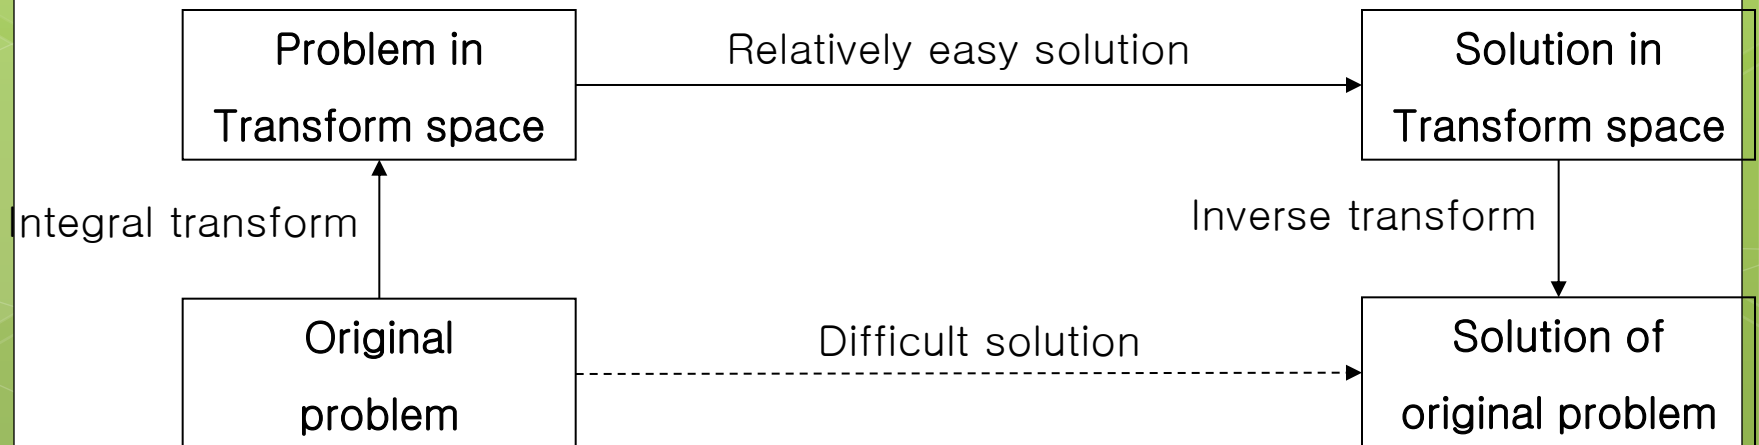 Problem in
Transform space
Relatively easy solution
Solution in
Transform space
Integral transform
Inverse transform
Original
problem
Difficult solution
Solution of
original problem